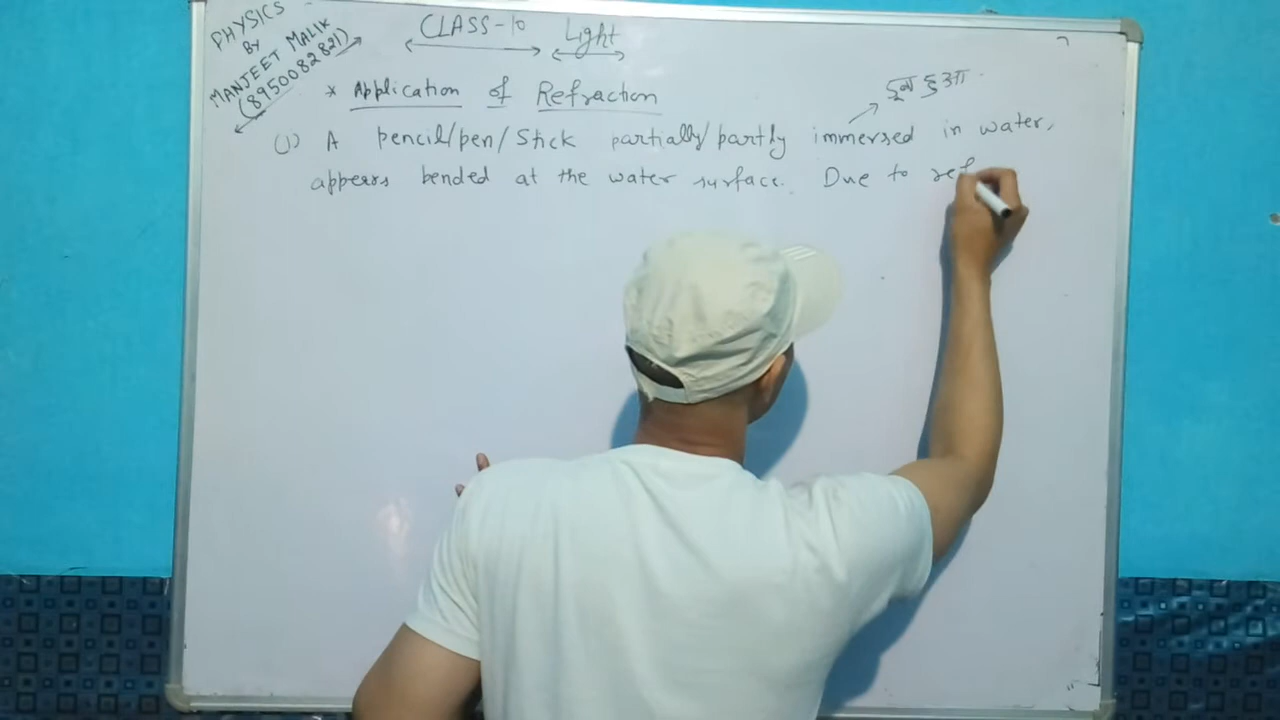 PHYSICS
By
MANJEET MALIK
(8950082821)
CLASS-10
Light
* Application of Refraction
डूबा हुआ
(1) A pencil/pen/Stick partially/partly immersed in water,
appears bended at the water surface. Due to ref